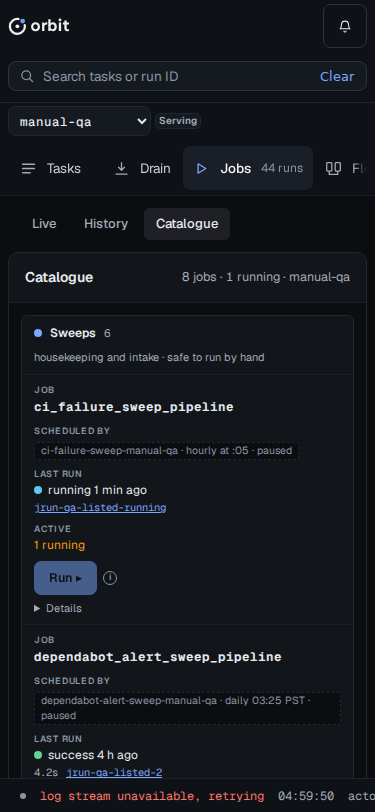 orbit
Search tasks or run ID Clear
manual-qa Serving
Tasks Drain Jobs 44 runs
Live History Catalogue
Catalogue 8 jobs · 1 running · manual-qa
Sweeps 6
housekeeping and intake · safe to run by hand
JOB
ci_failure_sweep_pipeline
SCHEDULED BY
ci-failure-sweep-manual-qa · hourly at :05 · paused
LAST RUN
running 1 min ago
jrun-qa-listed-running
ACTIVE
1 running
Run ▸
Details
JOB
dependabot_alert_sweep_pipeline
SCHEDULED BY
dependabot-alert-sweep-manual-qa · daily 03:25 PST ·
paused
LAST RUN
success 4 h ago
4.2s jrun-qa-listed-2
log stream unavailable, retrying 04:59:50